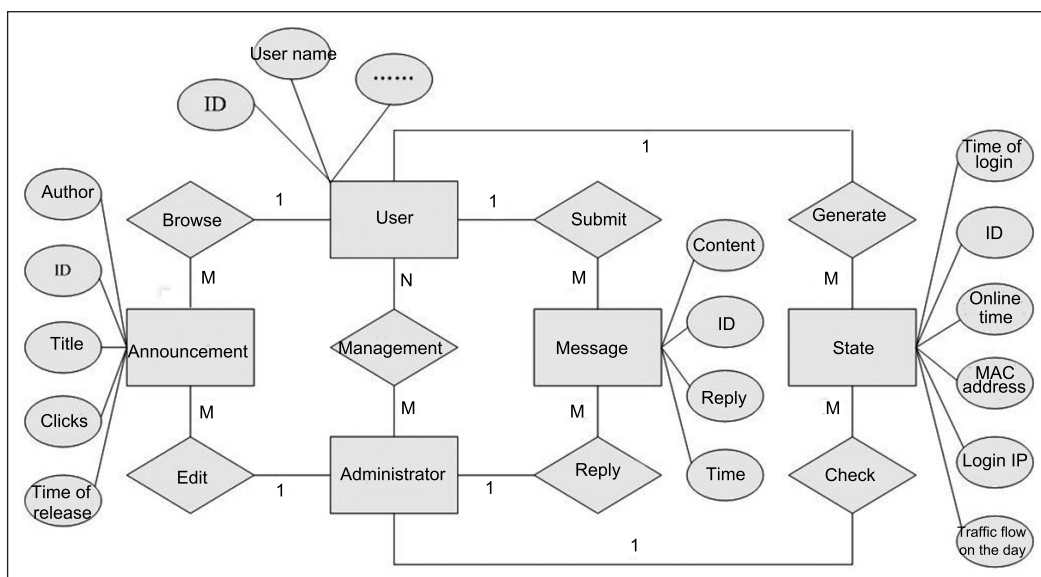 User name
ID
……
1
Time of
login
Author
Browse
1
User
1
Submit
Generate
ID
Content
ID
M
N
M
M
Online
time
ID
Title
Announcement
Management
Message
State
MAC
address
Reply
Clicks
M
M
M
M
Time of
release
Edit
1
Administrator
1
Reply
Time
Check
Login IP
1
Traffic flow
on the day